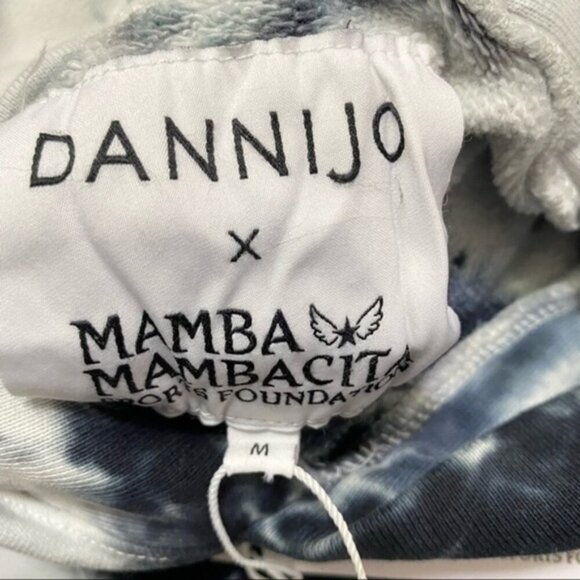 DANNIJO
X
MAMBA
MAMBACITA
SPORTS FOUNDATION
M